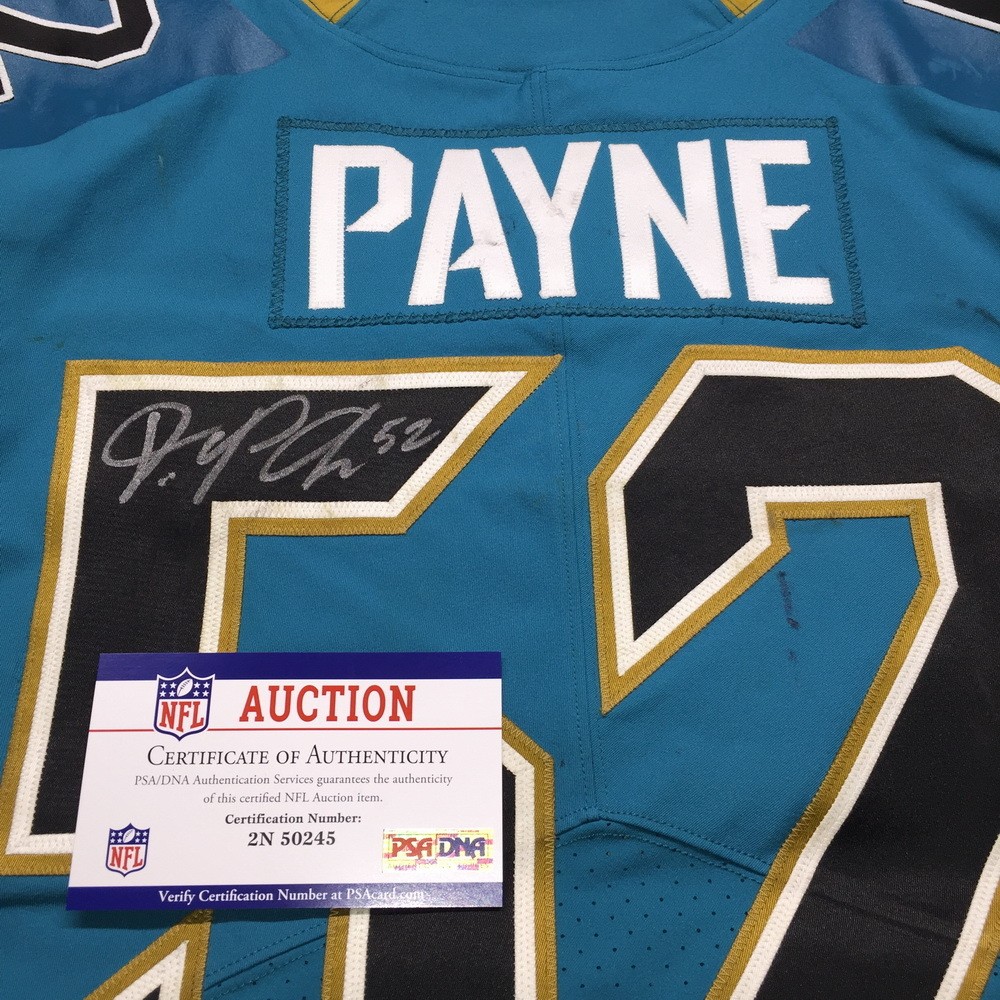 PAYNE
52
52
NFL AUCTION
CERTIFICATE OF AUTHENTICITY
PSA/DNA Authentication Services guarantees the authenticity
of this certified NFL Auction item.
Certification Number:
2N 50245
NFL
PSA DNA
Verify Certification Number at PSAcard.com